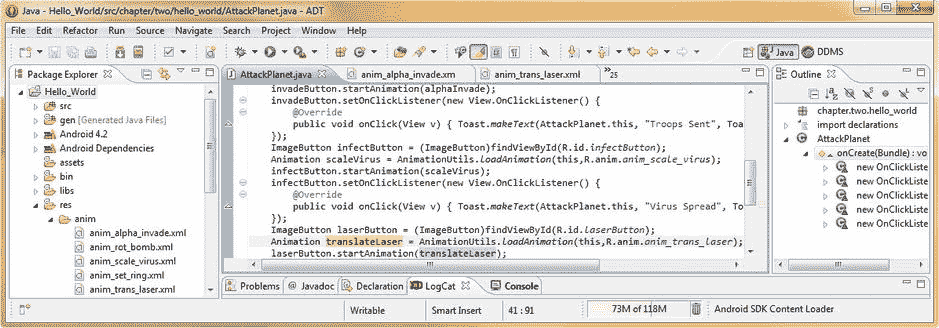 Java - Hello_World/src/chapter/two/hello_world/AttackPlanet.java - ADT
File Edit Refactor Run Source Navigate Search Project Window Help
Java DDMS
Package Explorer
Hello_World
src
gen [Generated Java Files]
Android 4.2
Android Dependencies
assets
bin
libs
res
anim
anim_alpha_invade.xml
anim_rot_bomb.xml
anim_scale_virus.xml
anim_set_ring.xml
anim_trans_laser.xml
AttackPlanet.java anim_alpha_invade.xm anim_trans_laser.xml »25
invadeButton.startAnimation(alphaInvade);
invadeButton.setOnClickListener(new View.OnClickListener() {
@Override
public void onClick(View v) { Toast.makeText(AttackPlanet.this, "Troops Sent", Toa
});
ImageButton infectButton = (ImageButton)findViewById(R.id.infectButton);
Animation scaleVirus = AnimationUtils.loadAnimation(this,R.anim.anim_scale_virus);
infectButton.startAnimation(scaleVirus);
infectButton.setOnClickListener(new View.OnClickListener() {
@Override
public void onClick(View v) { Toast.makeText(AttackPlanet.this, "Virus Spread", To
});
ImageButton laserButton = (ImageButton)findViewById(R.id.laserButton);
Animation translateLaser = AnimationUtils.loadAnimation(this,R.anim.anim_trans_laser);
laserButton.startAnimation(translateLaser);
Outline
chapter.two.hello_world
import declarations
AttackPlanet
onCreate(Bundle) : vo
new OnClickListe
new OnClickListe
new OnClickListe
new OnClickListe
Problems Javadoc Declaration LogCat Console
Writable Smart Insert 41 : 91 73M of 118M Android SDK Content Loader